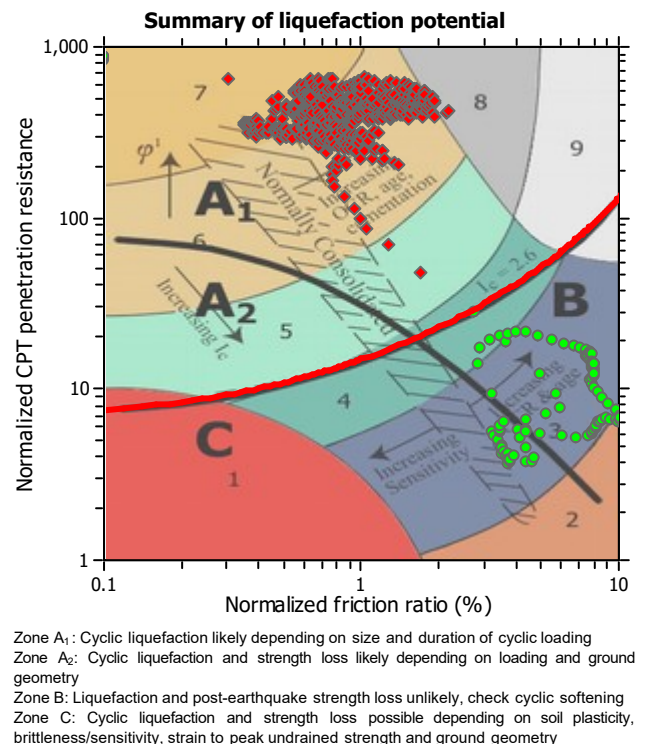 Summary of liquefaction potential
Normalized CPT penetration resistance
1,000
100
10
1
7
8
9
φ'
A1
Normally Consolidated
Increasing
OCR, age,
cementation
6
A2
Increasing Ic
5
Ic = 2.6
B
4
C
1
Increasing
Sensitivity
Increasing
& age
3
2
0.1
1
10
Normalized friction ratio (%)
Zone A1: Cyclic liquefaction likely depending on size and duration of cyclic loading
Zone A2: Cyclic liquefaction and strength loss likely depending on loading and ground
geometry
Zone B: Liquefaction and post-earthquake strength loss unlikely, check cyclic softening
Zone C: Cyclic liquefaction and strength loss possible depending on soil plasticity,
brittleness/sensitivity, strain to peak undrained strength and ground geometry